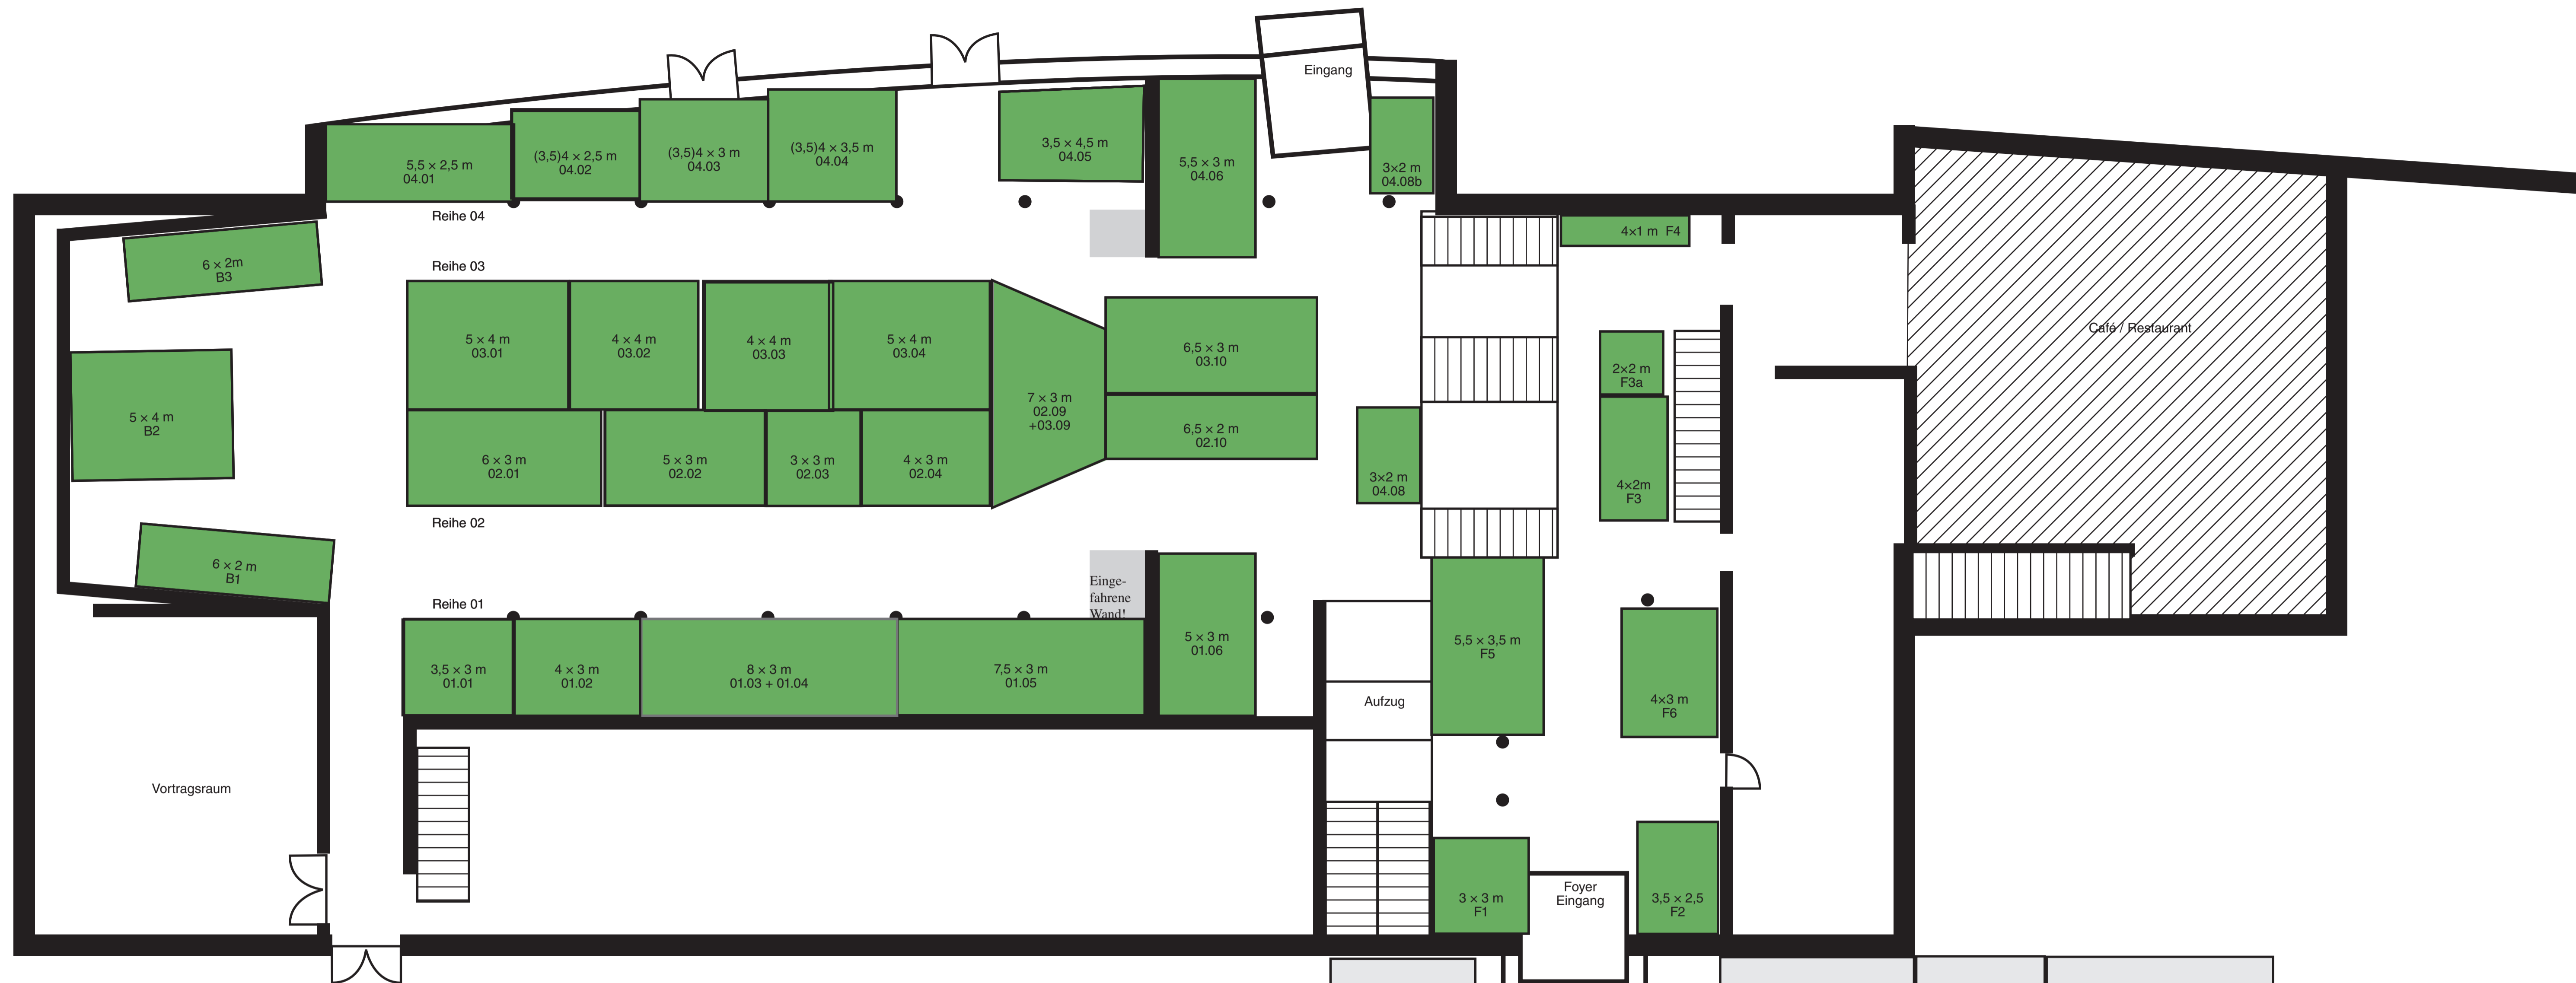 Eingang
5,5 × 2,5 m
04.01
(3,5)4 × 2,5 m
04.02
(3,5)4 × 3 m
04.03
(3,5)4 × 3,5 m
04.04
3,5 × 4,5 m
04.05
5,5 × 3 m
04.06
3×2 m
04.08b
Reihe 04
4×1 m F4
6 × 2m
B3
Reihe 03
5 × 4 m
03.01
4 × 4 m
03.02
4 × 4 m
03.03
5 × 4 m
03.04
6,5 × 3 m
03.10
2×2 m
F3a
Café / Restaurant
5 × 4 m
B2
7 × 3 m
02.09
+03.09
6,5 × 2 m
02.10
6 × 3 m
02.01
5 × 3 m
02.02
3 × 3 m
02.03
4 × 3 m
02.04
3×2 m
04.08
4×2m
F3
Reihe 02
6 × 2 m
B1
Einge-
fahrene
Wand!
Reihe 01
3,5 × 3 m
01.01
4 × 3 m
01.02
8 × 3 m
01.03 + 01.04
7,5 × 3 m
01.05
5 × 3 m
01.06
5,5 × 3,5 m
F5
4×3 m
F6
Aufzug
Vortragsraum
3 × 3 m
F1
Foyer
Eingang
3,5 × 2,5
F2